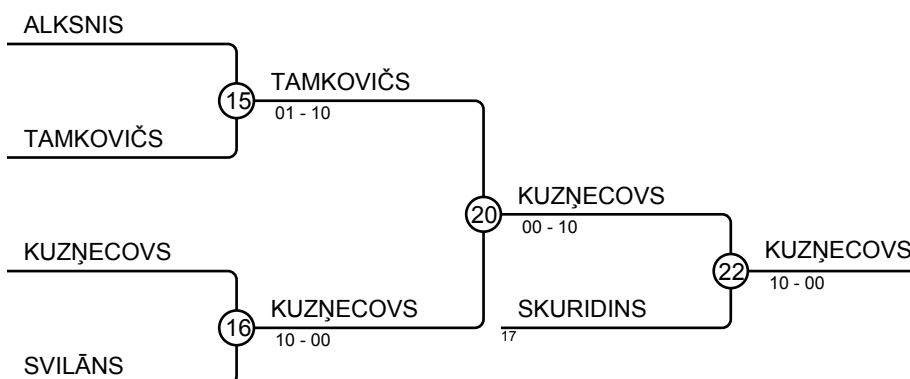 ALKSNIS
15
TAMKOVIČS
01 - 10
TAMKOVIČS
20
KUZŅECOVS
00 - 10
KUZŅECOVS
22
KUZŅECOVS
10 - 00
16
KUZŅECOVS
10 - 00
SKURIDINS
17
SVILĀNS